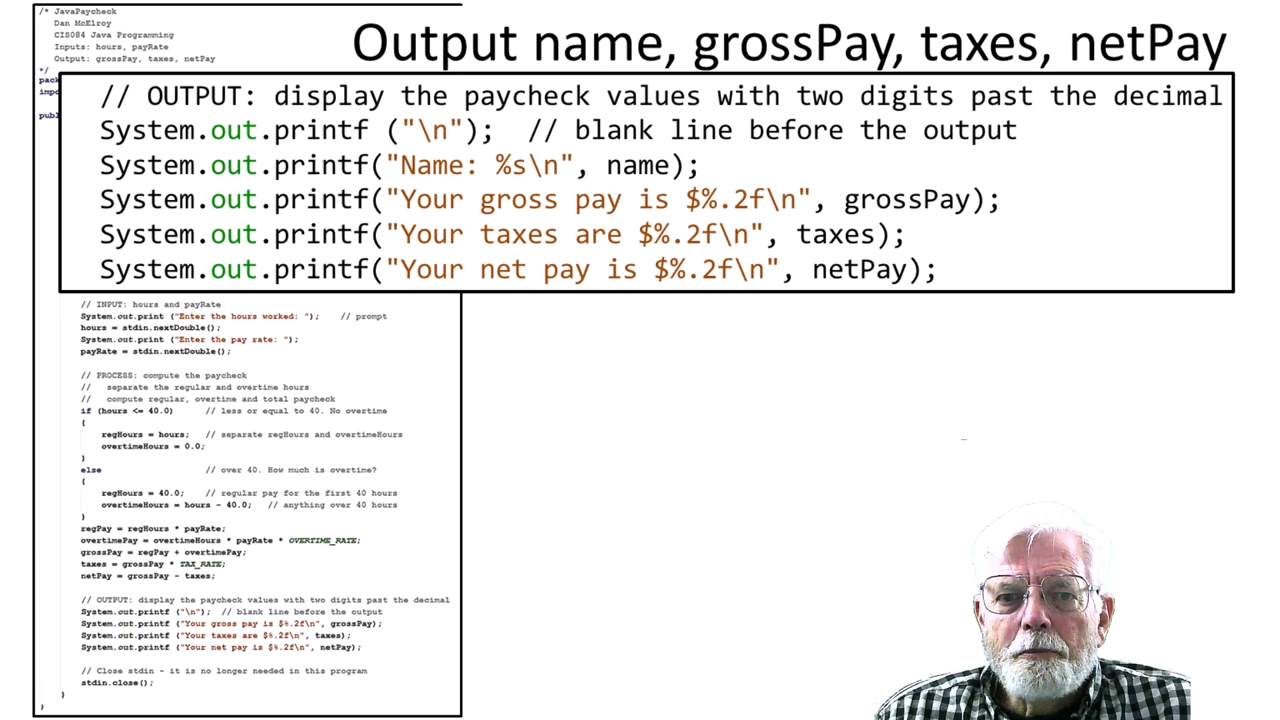 /* JavaPaycheck
Dan McElroy
CIS084 Java Programming
Inputs: hours, payRate
Output: grossPay, taxes, netPay
*/
Output name, grossPay, taxes, netPay
pack
impo
publ
// OUTPUT: display the paycheck values with two digits past the decimal
System.out.printf ("\n");  // blank line before the output
System.out.printf("Name: %s\n", name);
System.out.printf("Your gross pay is $%.2f\n", grossPay);
System.out.printf("Your taxes are $%.2f\n", taxes);
System.out.printf("Your net pay is $%.2f\n", netPay);
// INPUT: hours and payRate
System.out.print ("Enter the hours worked: ");    // prompt
hours = stdin.nextDouble();
System.out.print ("Enter the pay rate: ");
payRate = stdin.nextDouble();
// PROCESS: compute the paycheck
//   separate the regular and overtime hours
//   compute regular, overtime and total paycheck
if (hours <= 40.0)      // less or equal to 40. No overtime
{
regHours = hours;   // separate regHours and overtimeHours
overtimeHours = 0.0;
}
else                    // over 40. How much is overtime?
{
regHours = 40.0;    // regular pay for the first 40 hours
overtimeHours = hours - 40.0;   // anything over 40 hours
}
regPay = regHours * payRate;
overtimePay = overtimeHours * payRate * OVERTIME_RATE;
grossPay = regPay + overtimePay;
taxes = grossPay * TAX_RATE;
netPay = grossPay - taxes;
// OUTPUT: display the paycheck values with two digits past the decimal
System.out.printf ("\n");  // blank line before the output
System.out.printf ("Your gross pay is $%.2f\n", grossPay);
System.out.printf ("Your taxes are $%.2f\n", taxes);
System.out.printf ("Your net pay is $%.2f\n", netPay);
// Close stdin - it is no longer needed in this program
stdin.close();
}
}